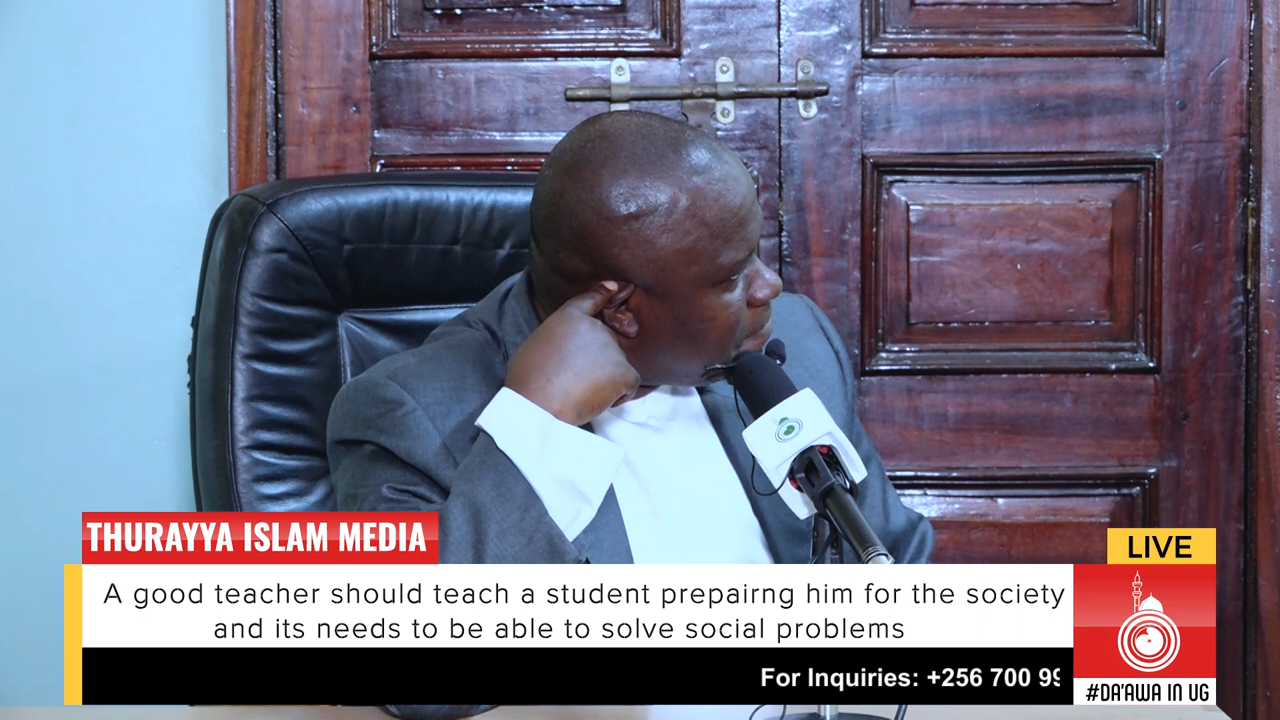 THURAYYA ISLAM MEDIA
LIVE
A good teacher should teach a student prepairng him for the society
and its needs to be able to solve social problems
For Inquiries: +256 700 99
#DA'AWA IN UG